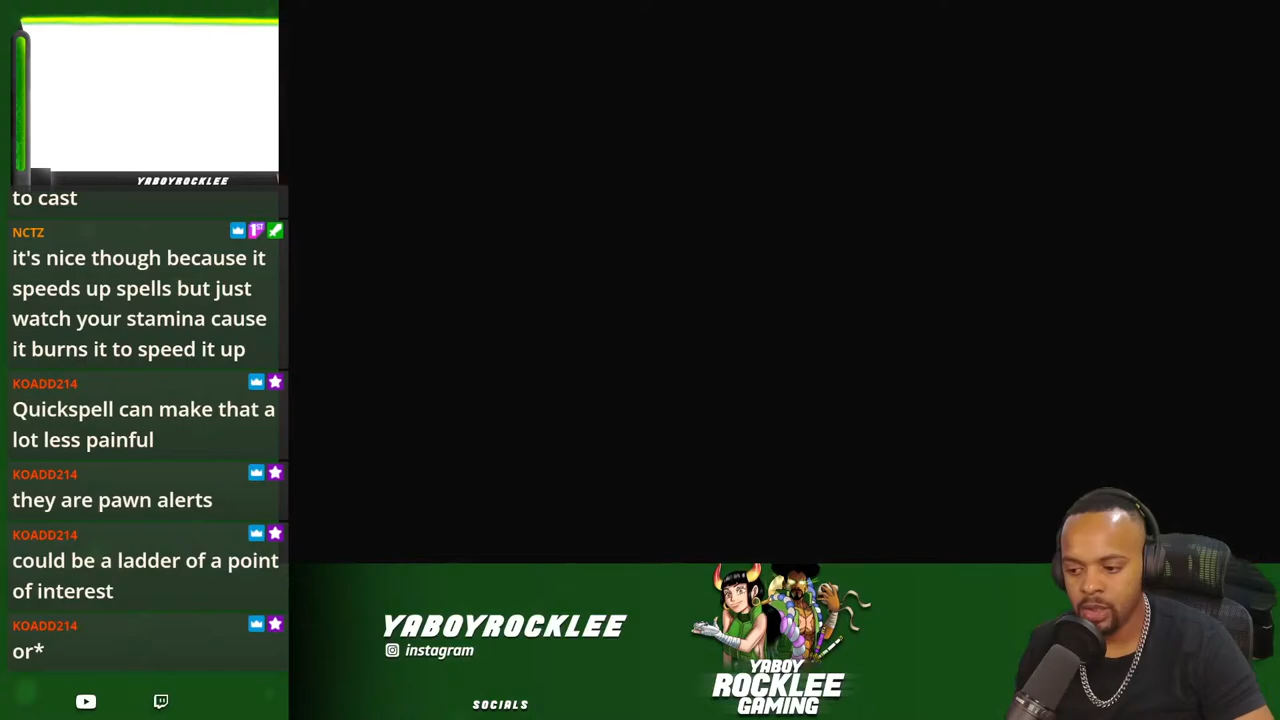 YABOYROCKLEE
to cast
NCTZ
1ST
it's nice though because it
speeds up spells but just
watch your stamina cause
it burns it to speed it up
KOADD214
Quickspell can make that a
lot less painful
KOADD214
they are pawn alerts
KOADD214
could be a ladder of a point
of interest
KOADD214
or*
YABOYROCKLEE
instagram
SOCIALS
YABOY
ROCKLEE
GAMING